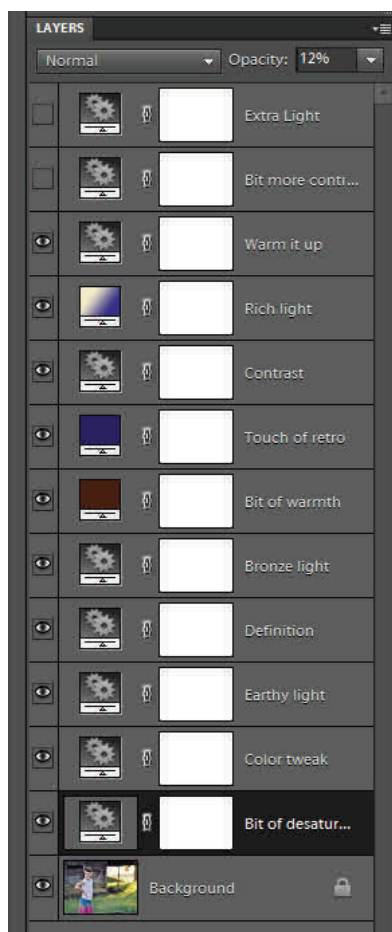 LAYERS
Normal Opacity: 12%
Extra Light
Bit more contr...
Warm it up
Rich light
Contrast
Touch of retro
Bit of warmth
Bronze light
Definition
Earthy light
Color tweak
Bit of desatur...
Background